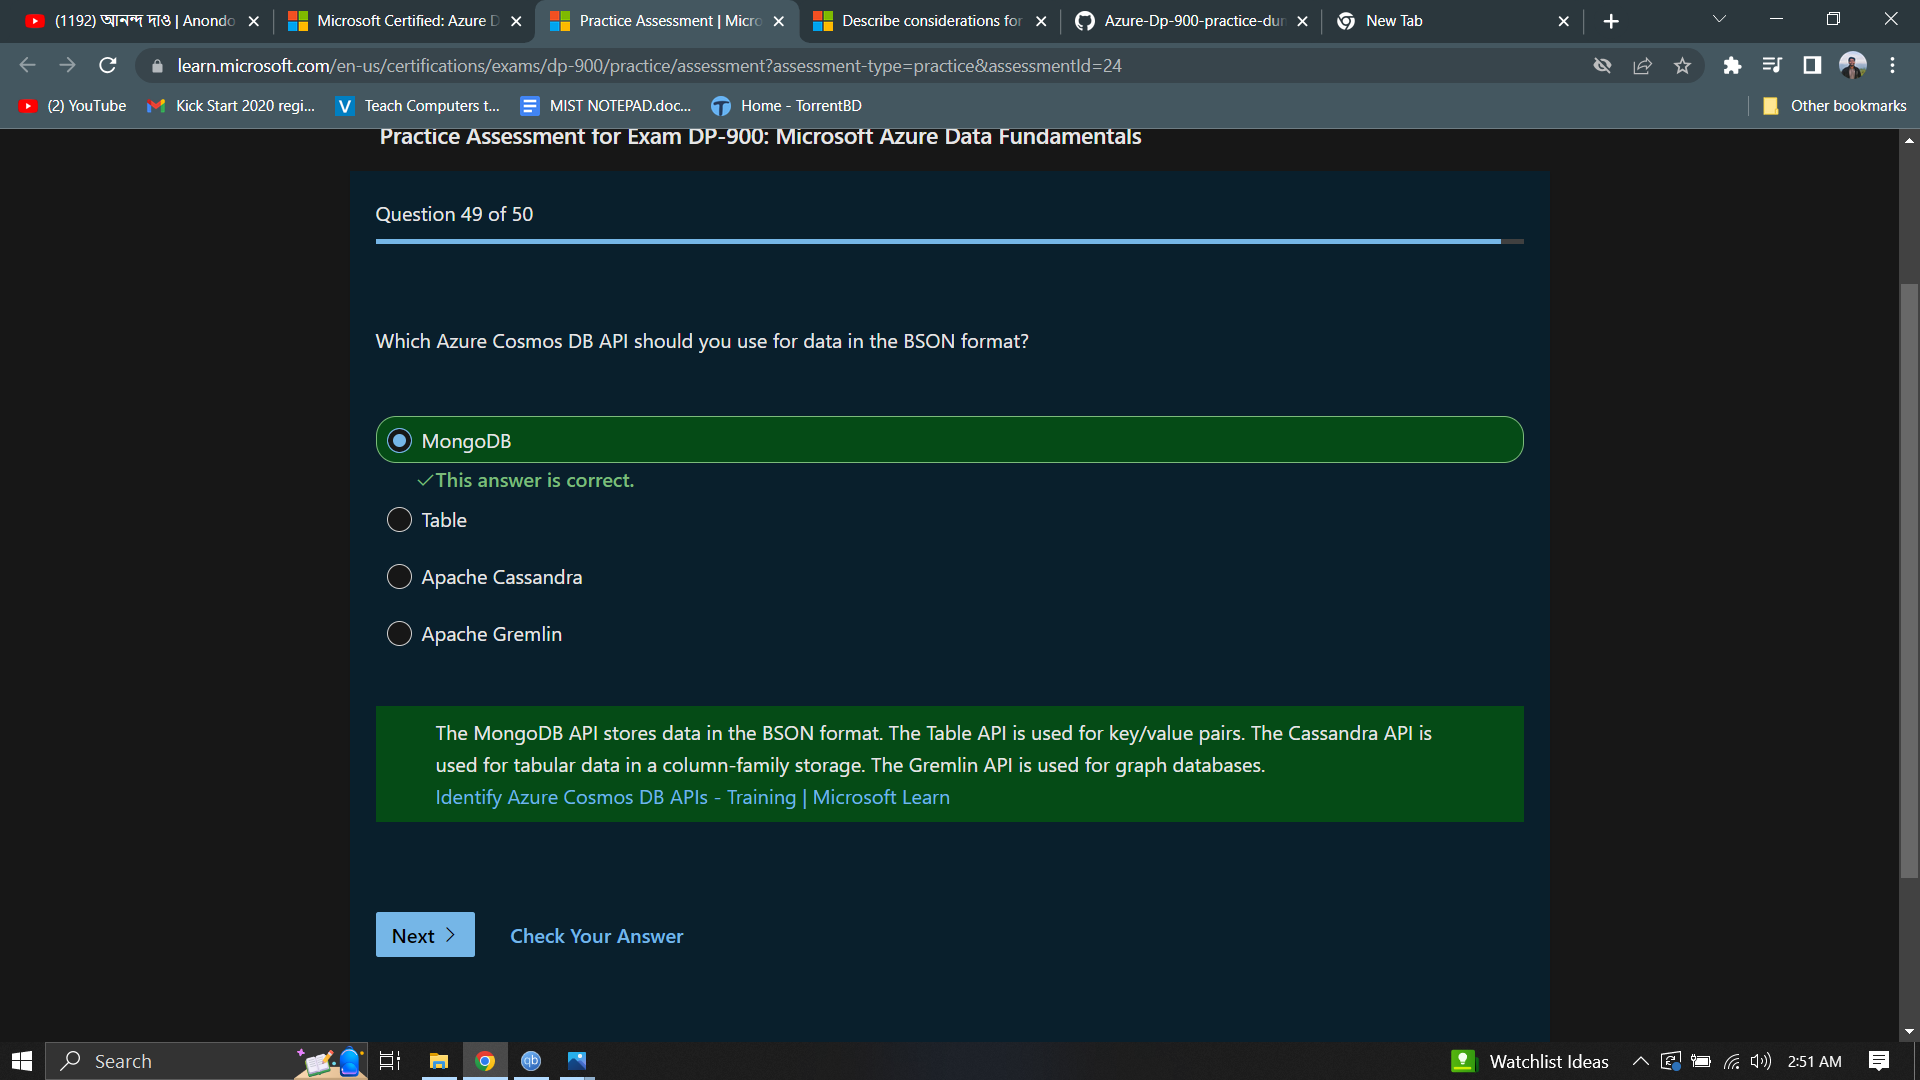 (1192) আনন্দ দাও | Anondo
Microsoft Certified: Azure D
Practice Assessment | Micro
Describe considerations for
Azure-Dp-900-practice-dum
New Tab
learn.microsoft.com/en-us/certifications/exams/dp-900/practice/assessment?assessment-type=practice&assessmentId=24
(2) YouTube
Kick Start 2020 regi...
Teach Computers t...
MIST NOTEPAD.doc...
Home - TorrentBD
Other bookmarks
Practice Assessment for Exam DP-900: Microsoft Azure Data Fundamentals
Question 49 of 50
Which Azure Cosmos DB API should you use for data in the BSON format?
MongoDB
This answer is correct.
Table
Apache Cassandra
Apache Gremlin
The MongoDB API stores data in the BSON format. The Table API is used for key/value pairs. The Cassandra API is
used for tabular data in a column-family storage. The Gremlin API is used for graph databases.
Identify Azure Cosmos DB APIs - Training | Microsoft Learn
Next
Check Your Answer
Search
qb
Watchlist Ideas
2:51 AM